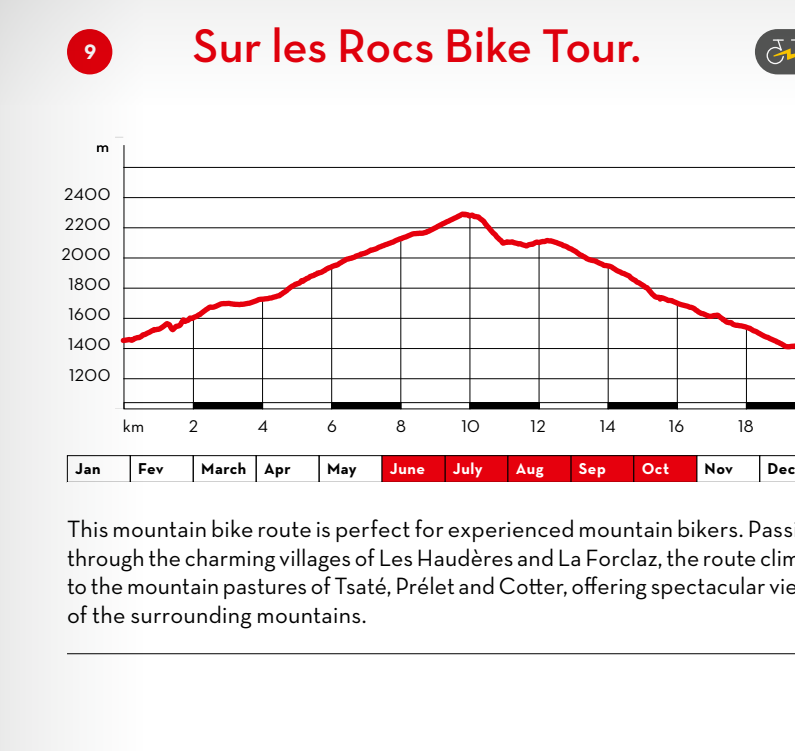 9
Sur les Rocs Bike Tour.
m
2400
2200
2000
1800
1600
1400
1200
km 2 4 6 8 10 12 14 16 18
Jan Fev March Apr May June July Aug Sep Oct Nov Dec
This mountain bike route is perfect for experienced mountain bikers. Passi
through the charming villages of Les Haudères and La Forclaz, the route clim
to the mountain pastures of Tsaté, Prélet and Cotter, offering spectacular vie
of the surrounding mountains.